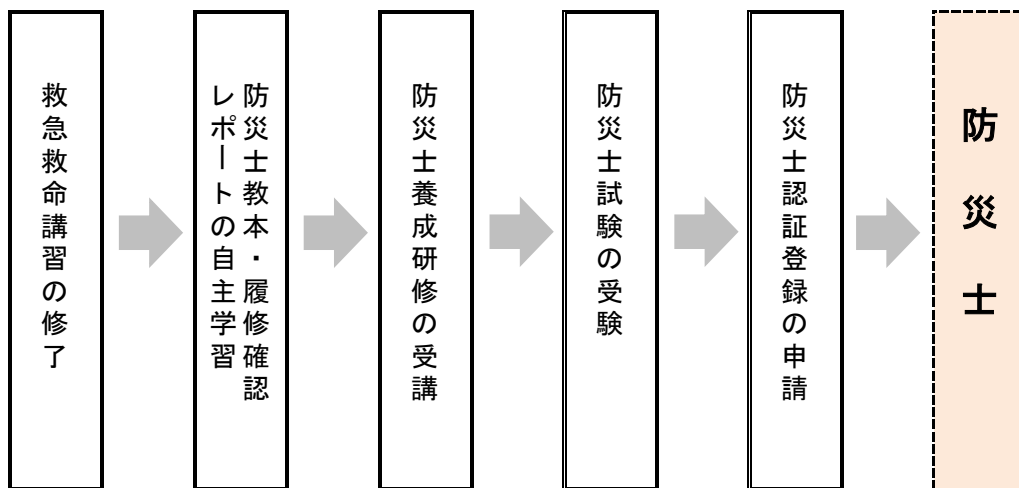 救急救命講習の修了
防災士教本・履修確認
レポートの自主学習
防災士養成研修の受講
防災士試験の受験
防災士認証登録の申請
防災士